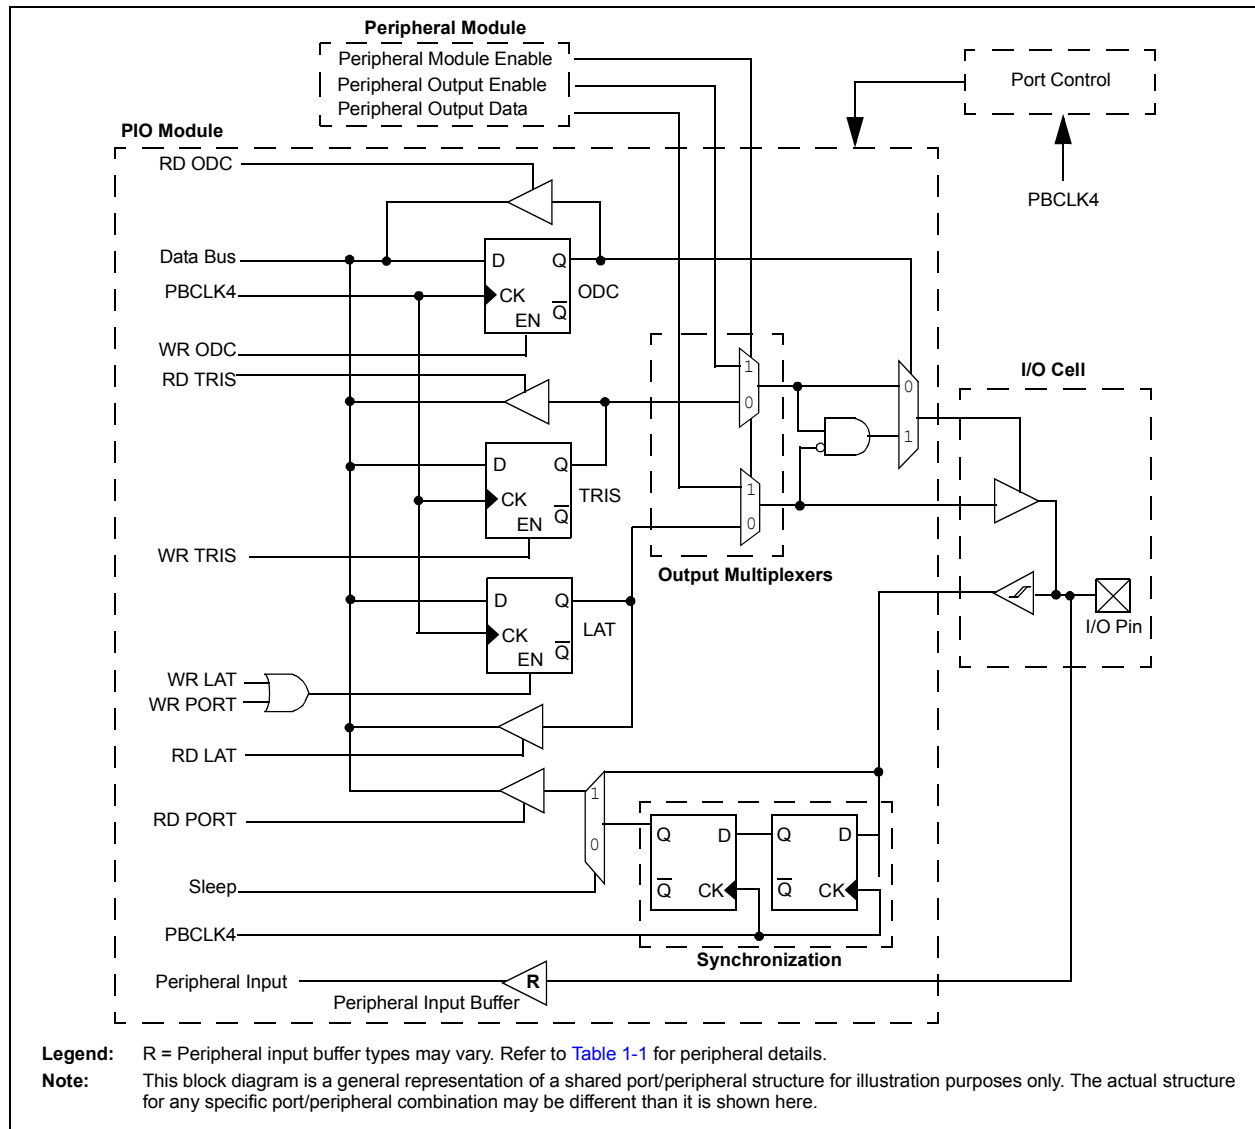 Peripheral Module
Peripheral Module Enable
Peripheral Output Enable
Peripheral Output Data
Port Control
PBCLK4
PIO Module
RD ODC
Data Bus
PBCLK4
WR ODC
D
Q
CK
EN
Q
ODC
RD TRIS
1
0
0
1
I/O Cell
D
Q
CK
EN
Q
TRIS
WR TRIS
1
0
Output Multiplexers
D
Q
CK
EN
Q
LAT
I/O Pin
WR LAT
WR PORT
RD LAT
RD PORT
1
0
Q
D
Q
CK
Q
D
Q
CK
Sleep
PBCLK4
Synchronization
Peripheral Input
R
Peripheral Input Buffer
Legend: R = Peripheral input buffer types may vary. Refer to Table 1-1 for peripheral details.
Note: This block diagram is a general representation of a shared port/peripheral structure for illustration purposes only. The actual structure
for any specific port/peripheral combination may be different than it is shown here.